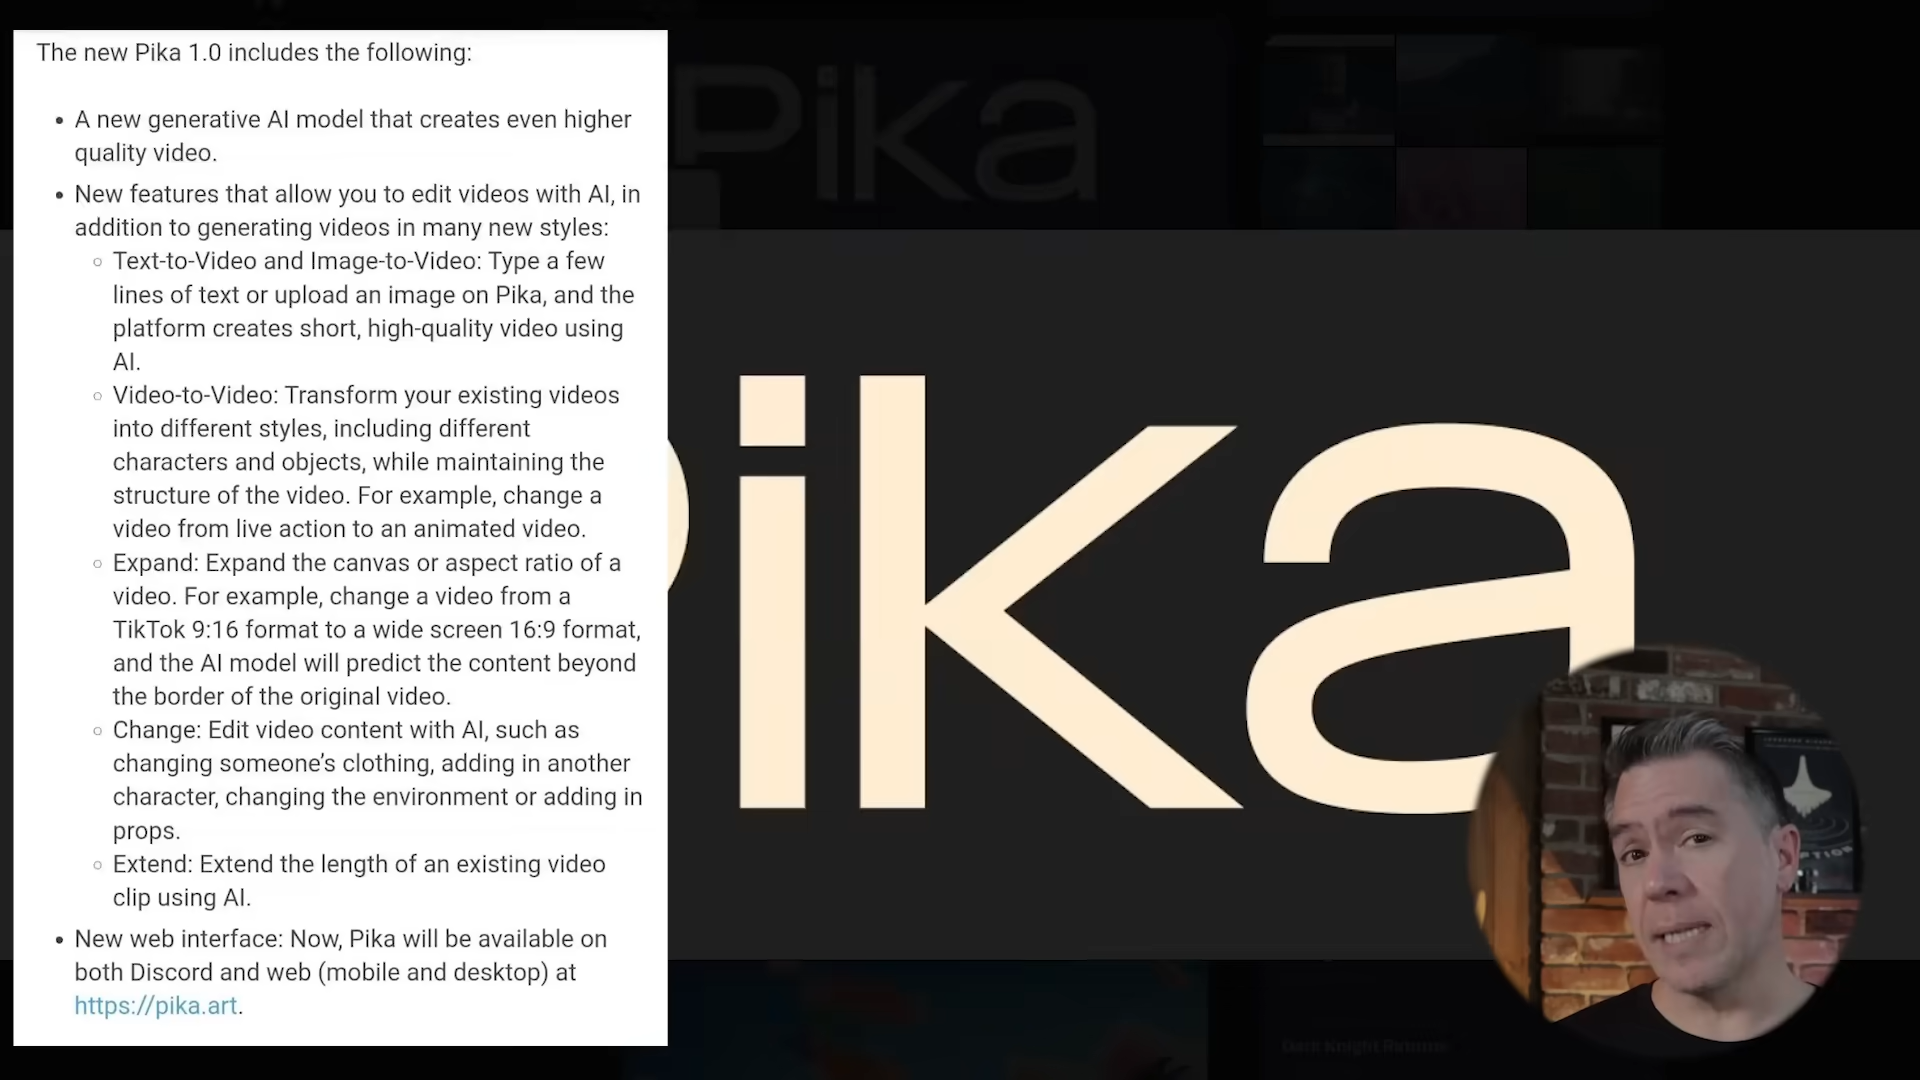 The new Pika 1.0 includes the following:
• A new generative AI model that creates even higher
quality video.
• New features that allow you to edit videos with AI, in
addition to generating videos in many new styles:
○ Text-to-Video and Image-to-Video: Type a few
lines of text or upload an image on Pika, and the
platform creates short, high-quality video using
AI.
○ Video-to-Video: Transform your existing videos
into different styles, including different
characters and objects, while maintaining the
structure of the video. For example, change a
video from live action to an animated video.
○ Expand: Expand the canvas or aspect ratio of a
video. For example, change a video from a
TikTok 9:16 format to a wide screen 16:9 format,
and the AI model will predict the content beyond
the border of the original video.
○ Change: Edit video content with AI, such as
changing someone’s clothing, adding in another
character, changing the environment or adding in
props.
○ Extend: Extend the length of an existing video
clip using AI.
• New web interface: Now, Pika will be available on
both Discord and web (mobile and desktop) at
https://pika.art.
Pika
Pika
Dark Knight Returns